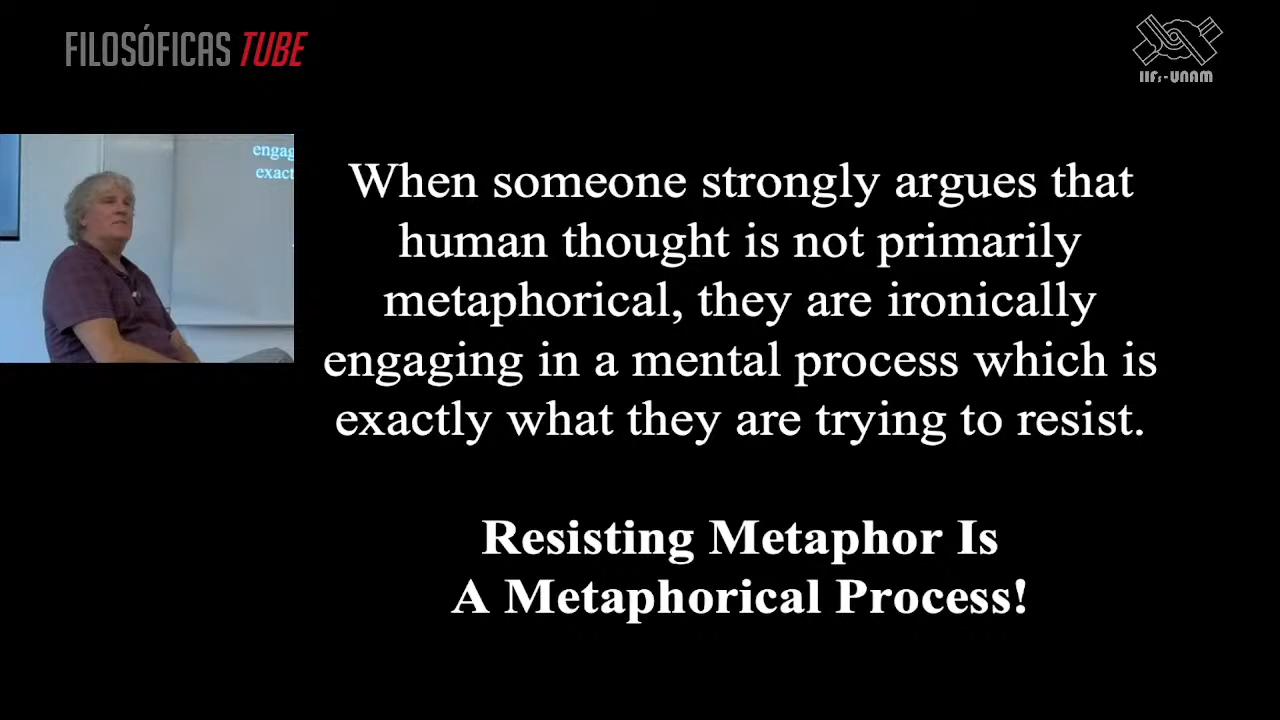 FILOSÓFICAS TUBE
IIFs-UNAM
engag
exact
When someone strongly argues that
human thought is not primarily
metaphorical, they are ironically
engaging in a mental process which is
exactly what they are trying to resist.
Resisting Metaphor Is
A Metaphorical Process!